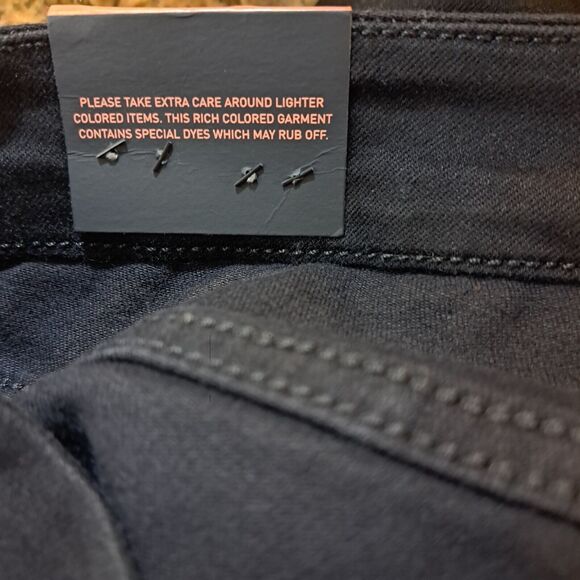 PLEASE TAKE EXTRA CARE AROUND LIGHTER
COLORED ITEMS. THIS RICH COLORED GARMENT
CONTAINS SPECIAL DYES WHICH MAY RUB OFF.